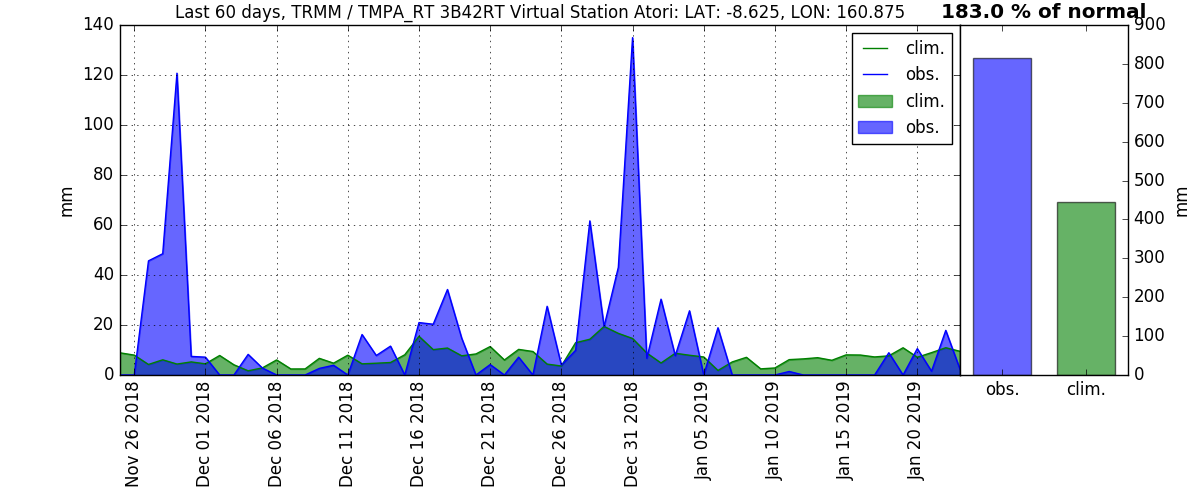 Last 60 days, TRMM / TMPA_RT 3B42RT Virtual Station Atori: LAT: -8.625, LON: 160.875
183.0 % of normal
140
120
100
80
60
40
20
0
mm
clim.
obs.
clim.
obs.
900
800
700
600
500
400
300
200
100
0
mm
obs.
clim.
Nov 26 2018
Dec 01 2018
Dec 06 2018
Dec 11 2018
Dec 16 2018
Dec 21 2018
Dec 26 2018
Dec 31 2018
Jan 05 2019
Jan 10 2019
Jan 15 2019
Jan 20 2019